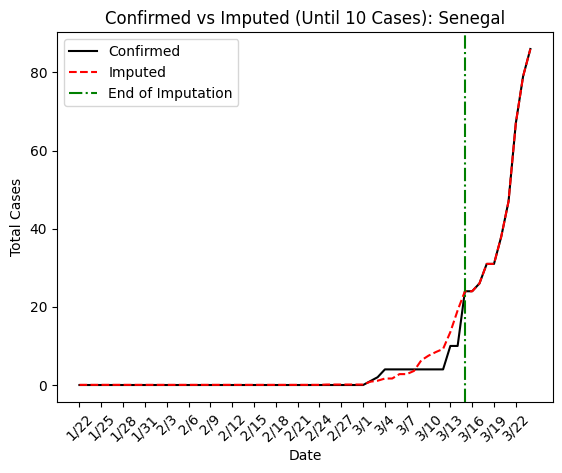 Confirmed vs Imputed (Until 10 Cases): Senegal
Confirmed
Imputed
End of Imputation
Total Cases
80
60
40
20
0
1/22 1/25 1/28 1/31 2/3 2/6 2/9 2/12 2/15 2/18 2/21 2/24 2/27 3/1 3/4 3/7 3/10 3/13 3/16 3/19 3/22
Date